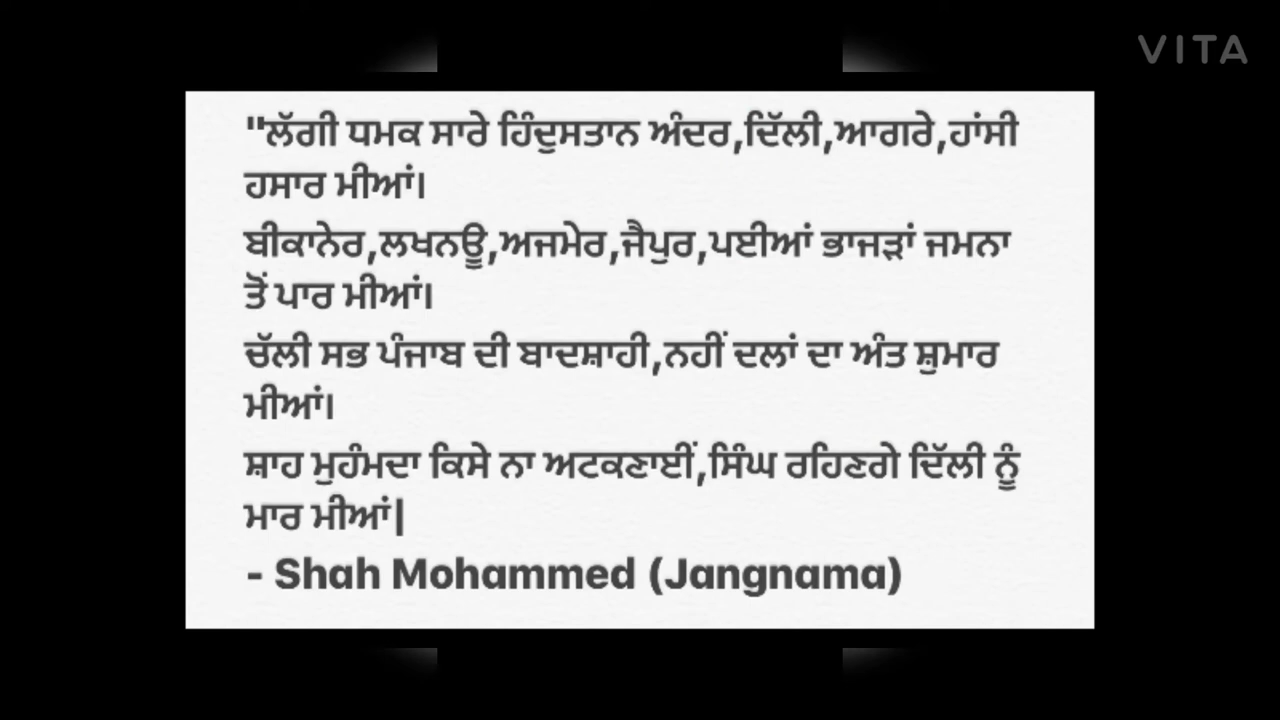 VITA
"ਲੱਗੀ ਧਮਕ ਸਾਰੇ ਹਿੰਦੁਸਤਾਨ ਅੰਦਰ,ਦਿੱਲੀ,ਆਗਰੇ,ਹਾਂਸੀ
ਹਸਾਰ ਮੀਆਂ।
ਬੀਕਾਨੇਰ,ਲਖਨਊ,ਅਜਮੇਰ,ਜੈਪੁਰ,ਪਈਆਂ ਭਾਜੜਾਂ ਜਮਨਾ
ਤੋਂ ਪਾਰ ਮੀਆਂ।
ਚੱਲੀ ਸਭ ਪੰਜਾਬ ਦੀ ਬਾਦਸ਼ਾਹੀ,ਨਹੀਂ ਦਲਾਂ ਦਾ ਅੰਤ ਸ਼ੁਮਾਰ
ਮੀਆਂ।
ਸ਼ਾਹ ਮੁਹੰਮਦਾ ਕਿਸੇ ਨਾ ਅਟਕਣਾਈਂ,ਸਿੰਘ ਰਹਿਣਗੇ ਦਿੱਲੀ ਨੂੰ
ਮਾਰ ਮੀਆਂ|
- Shah Mohammed (Jangnama)